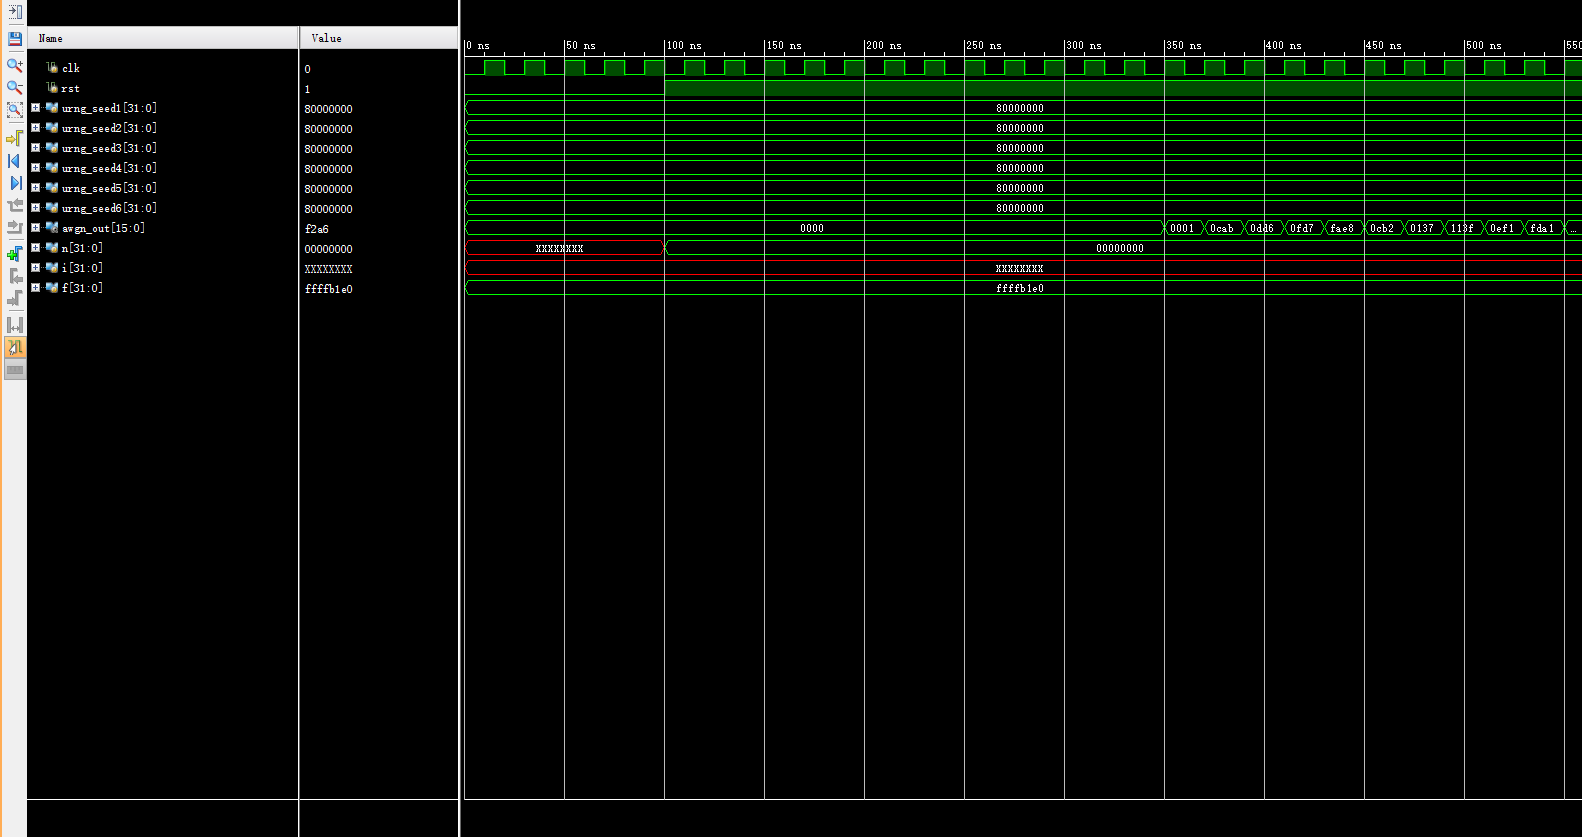 Name Value
0 ns 50 ns 100 ns 150 ns 200 ns 250 ns 300 ns 350 ns 400 ns 450 ns 500 ns 550
clk 0
rst 1
urng_seed1[31:0] 80000000 80000000
urng_seed2[31:0] 80000000 80000000
urng_seed3[31:0] 80000000 80000000
urng_seed4[31:0] 80000000 80000000
urng_seed5[31:0] 80000000 80000000
urng_seed6[31:0] 80000000 80000000
awgn_out[15:0] f2a6 0000 0001 0cab 0dd6 0fd7 fae8 0cb2 0137 113f 0ef1 fda1 ...
n[31:0] 00000000 XXXXXXXX 00000000
i[31:0] XXXXXXXX XXXXXXXX
f[31:0] ffffb1e0 ffffb1e0